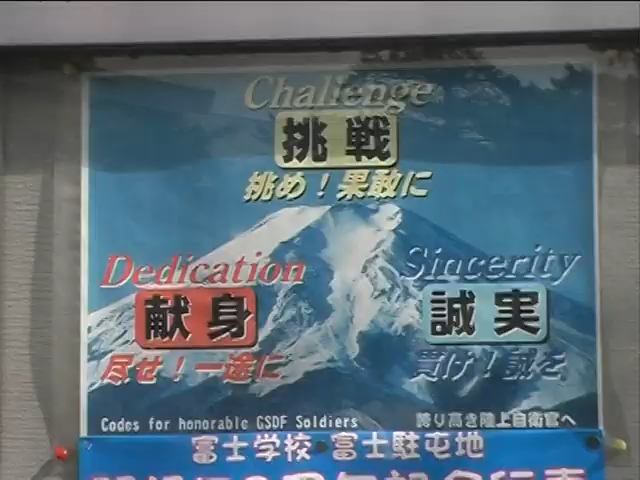 Challenge
挑戦
挑め！果敢に
Dedication
献身
尽せ！一途に
Sincerity
誠実
貫け！誠を
Codes for honorable GSDF Soldiers
誇り高き陸上自衛官へ
富士学校・富士駐屯地